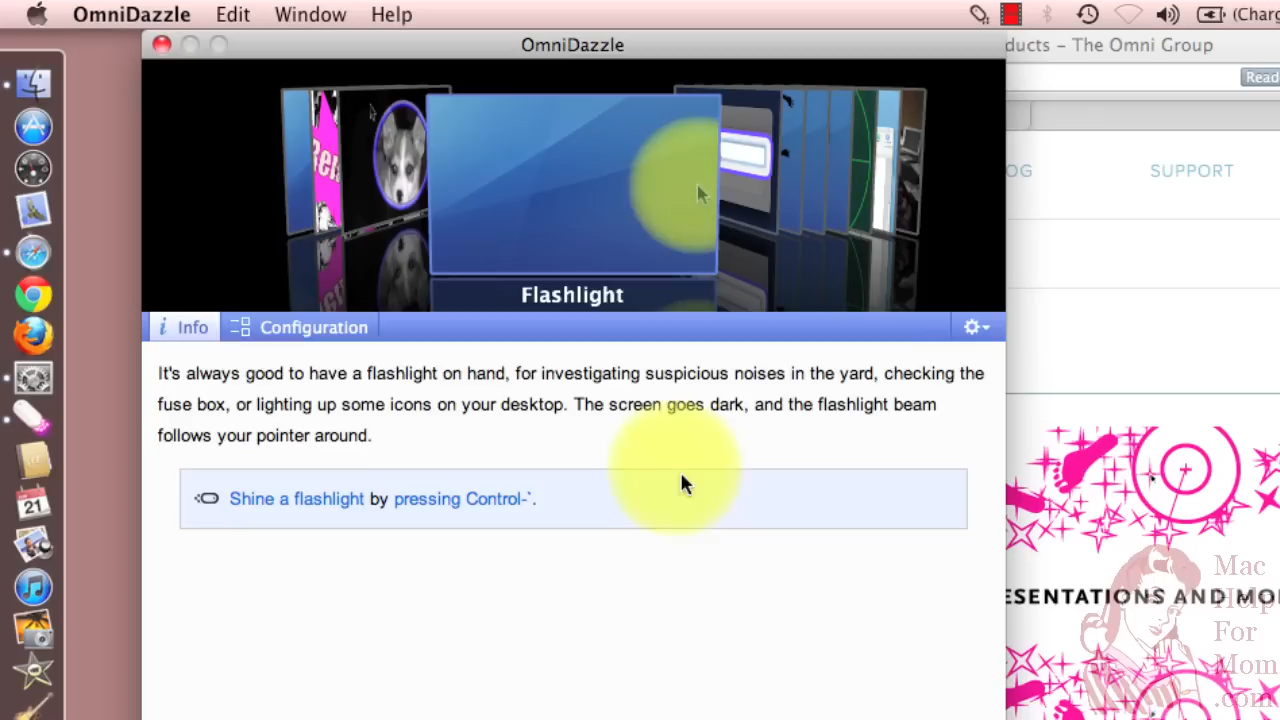 OmniDazzle Edit Window Help (Charg
OmniDazzle
ducts – The Omni Group
Read
OG SUPPORT
Flashlight
i Info Configuration
It's always good to have a flashlight on hand, for investigating suspicious noises in the yard, checking the
fuse box, or lighting up some icons on your desktop. The screen goes dark, and the flashlight beam
follows your pointer around.
Shine a flashlight by pressing Control-`.
21
ESENTATIONS AND MO
Mac
Help
For
Mom
.com